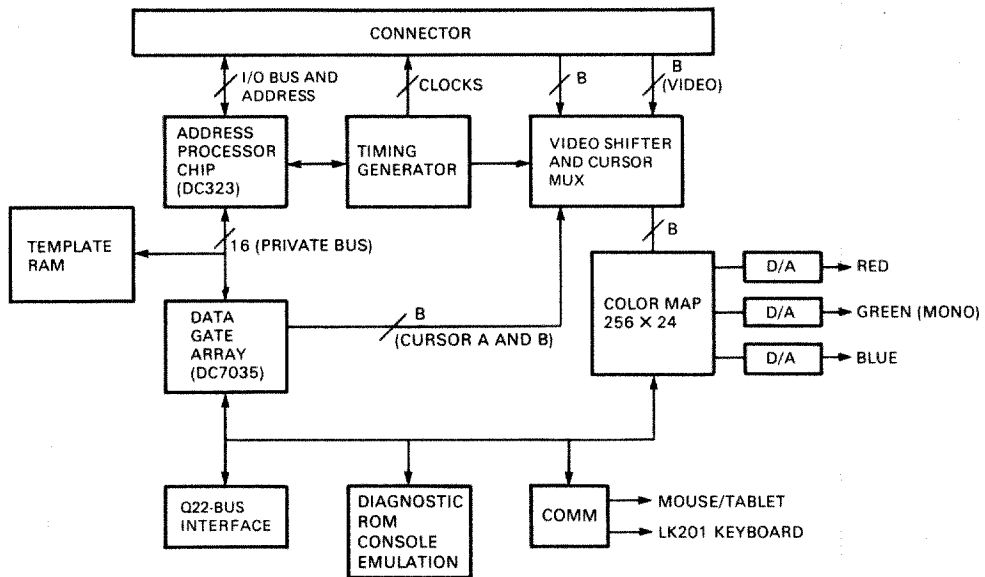 CONNECTOR
I/O BUS AND
ADDRESS
CLOCKS
B
B
(VIDEO)
ADDRESS
PROCESSOR
CHIP
(DC323)
TIMING
GENERATOR
VIDEO SHIFTER
AND CURSOR
MUX
TEMPLATE
RAM
16 (PRIVATE BUS)
B
DATA
GATE
ARRAY
(DC7035)
B
(CURSOR A AND B)
COLOR MAP
256 × 24
D/A
RED
D/A
GREEN (MONO)
D/A
BLUE
Q22-BUS
INTERFACE
DIAGNOSTIC
ROM
CONSOLE
EMULATION
COMM
MOUSE/TABLET
LK201 KEYBOARD